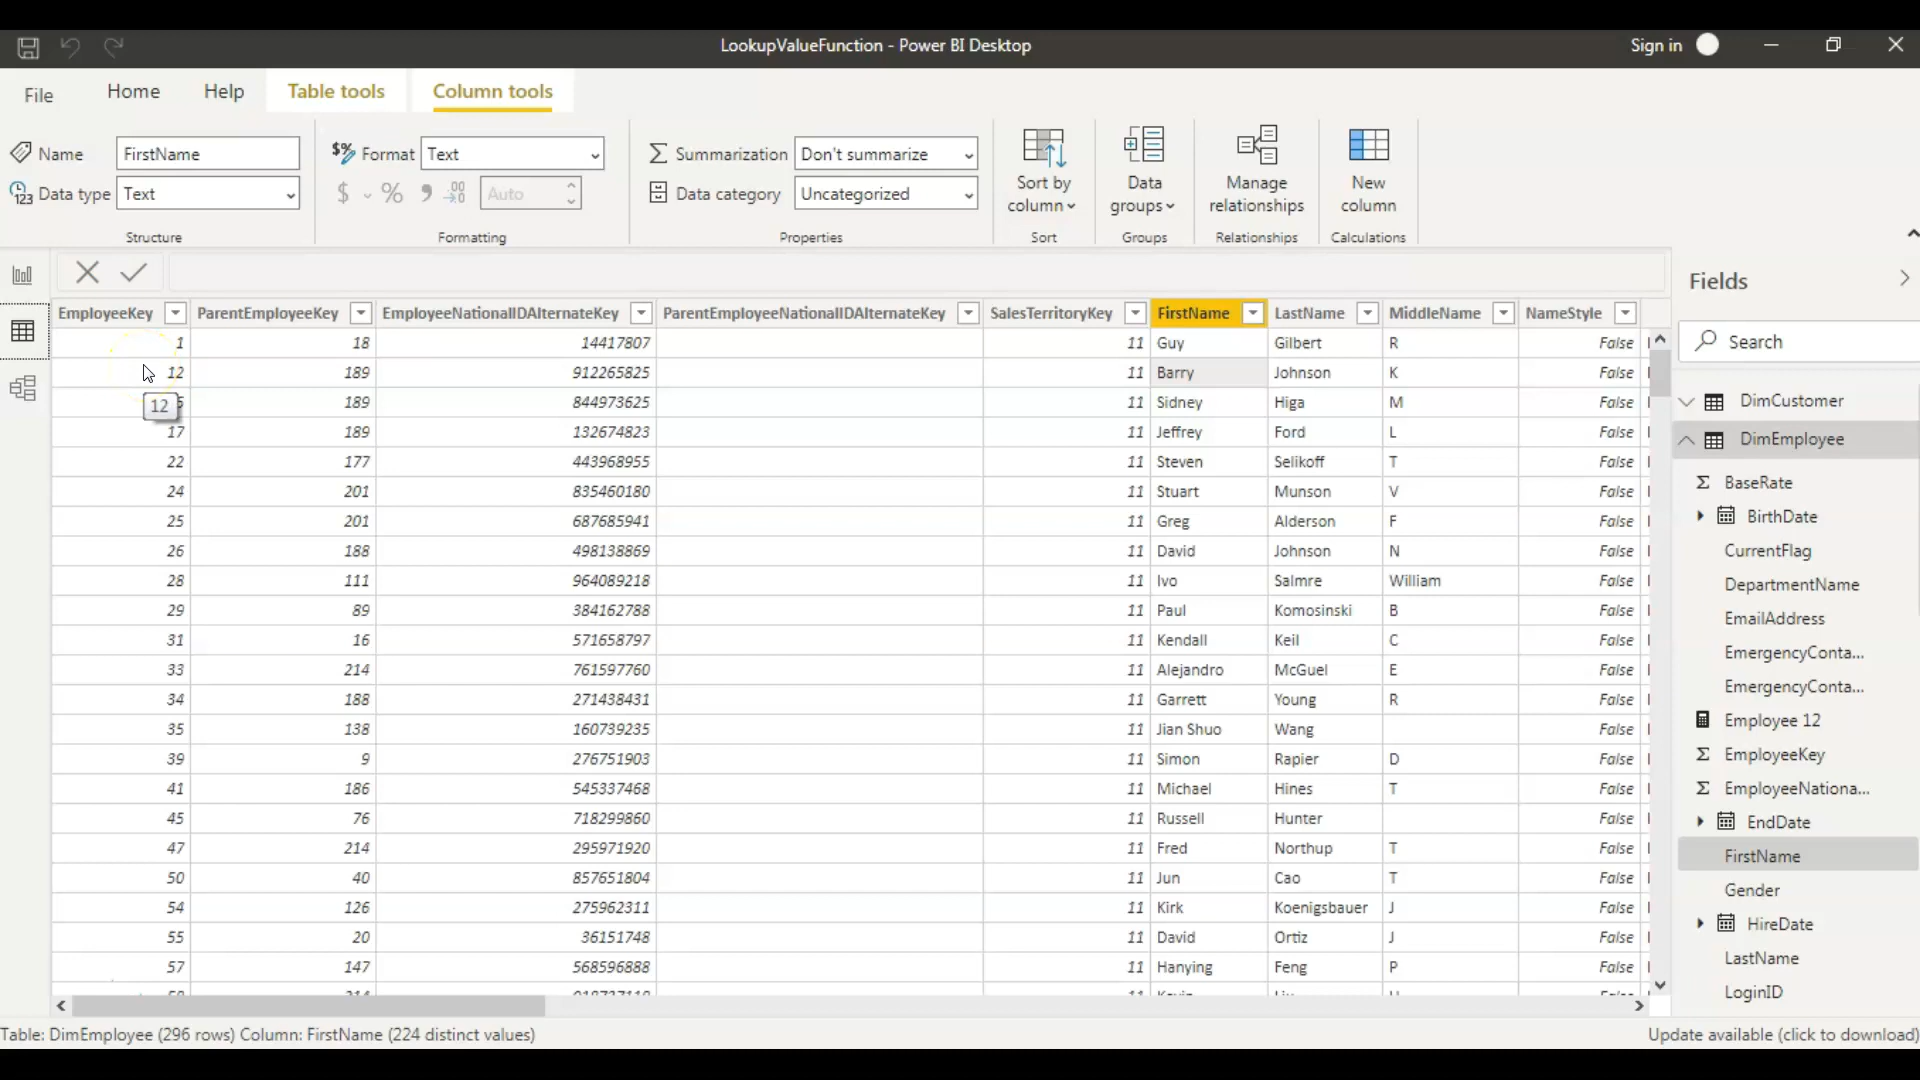 LookupValueFunction - Power BI Desktop
Sign in
File Home Help Table tools Column tools
Name FirstName
Data type Text
Structure
Format Text
$ % 9 .00 Auto
Formatting
Summarization Don't summarize
Data category Uncategorized
Properties
Sort by
column
Sort
Data
groups
Groups
Manage
relationships
Relationships
New
column
Calculations
EmployeeKey ParentEmployeeKey EmployeeNationalIDAlternateKey ParentEmployeeNationalIDAlternateKey SalesTerritoryKey FirstName LastName MiddleName NameStyle
1 18 14417807 11 Guy Gilbert R False
12 189 912265825 11 Barry Johnson K False
12
189 844973625 11 Sidney Higa M False
17 189 132674823 11 Jeffrey Ford L False
22 177 443968955 11 Steven Selikoff T False
24 201 835460180 11 Stuart Munson V False
25 201 687685941 11 Greg Alderson F False
26 188 498138869 11 David Johnson N False
28 111 964089218 11 Ivo Salmre William False
29 89 384162788 11 Paul Komosinski B False
31 16 571658797 11 Kendall Keil C False
33 214 761597760 11 Alejandro McGuel E False
34 188 271438431 11 Garrett Young R False
35 138 160739235 11 Jian Shuo Wang False
39 9 276751903 11 Simon Rapier D False
41 186 545337468 11 Michael Hines T False
45 76 718299860 11 Russell Hunter False
47 214 295971920 11 Fred Northup T False
50 40 857651804 11 Jun Cao T False
54 126 275962311 11 Kirk Koenigsbauer J False
55 20 36151748 11 David Ortiz J False
57 147 568596888 11 Hanying Feng P False
Fields
Search
DimCustomer
DimEmployee
BaseRate
BirthDate
CurrentFlag
DepartmentName
EmailAddress
EmergencyConta...
EmergencyConta...
Employee 12
EmployeeKey
EmployeeNationa...
EndDate
FirstName
Gender
HireDate
LastName
LoginID
Table: DimEmployee (296 rows) Column: FirstName (224 distinct values)
Update available (click to download)